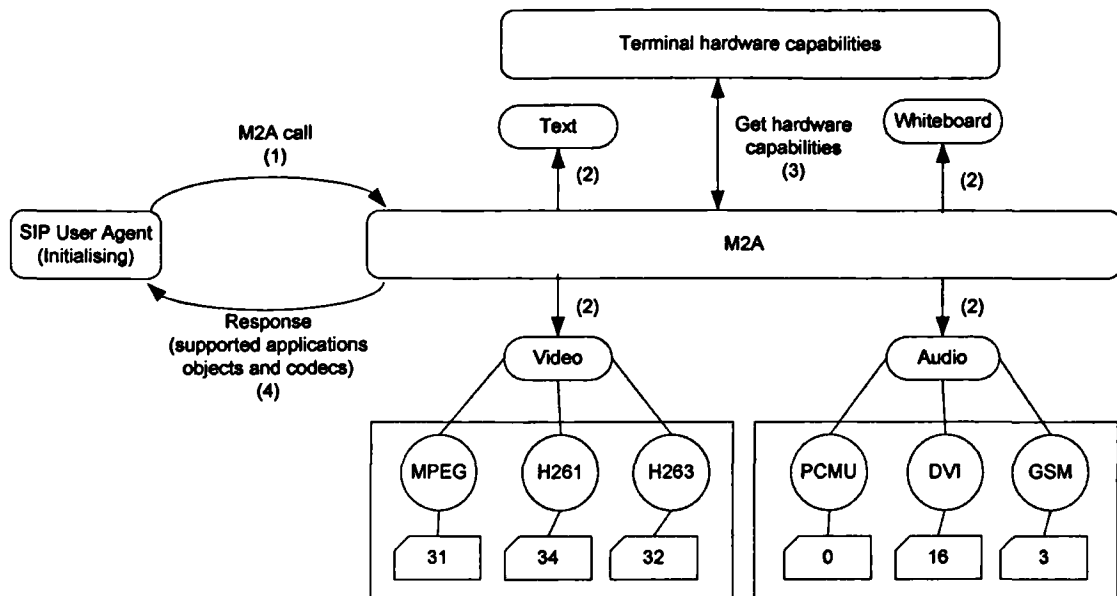 Terminal hardware capabilities
Text
Whiteboard
M2A call
(1)
Get hardware
capabilities
(3)
(2)
(2)
SIP User Agent
(Initialising)
M2A
Response
(supported applications
objects and codecs)
(4)
(2)
(2)
Video
Audio
MPEG
H261
H263
PCMU
DVI
GSM
31
34
32
0
16
3